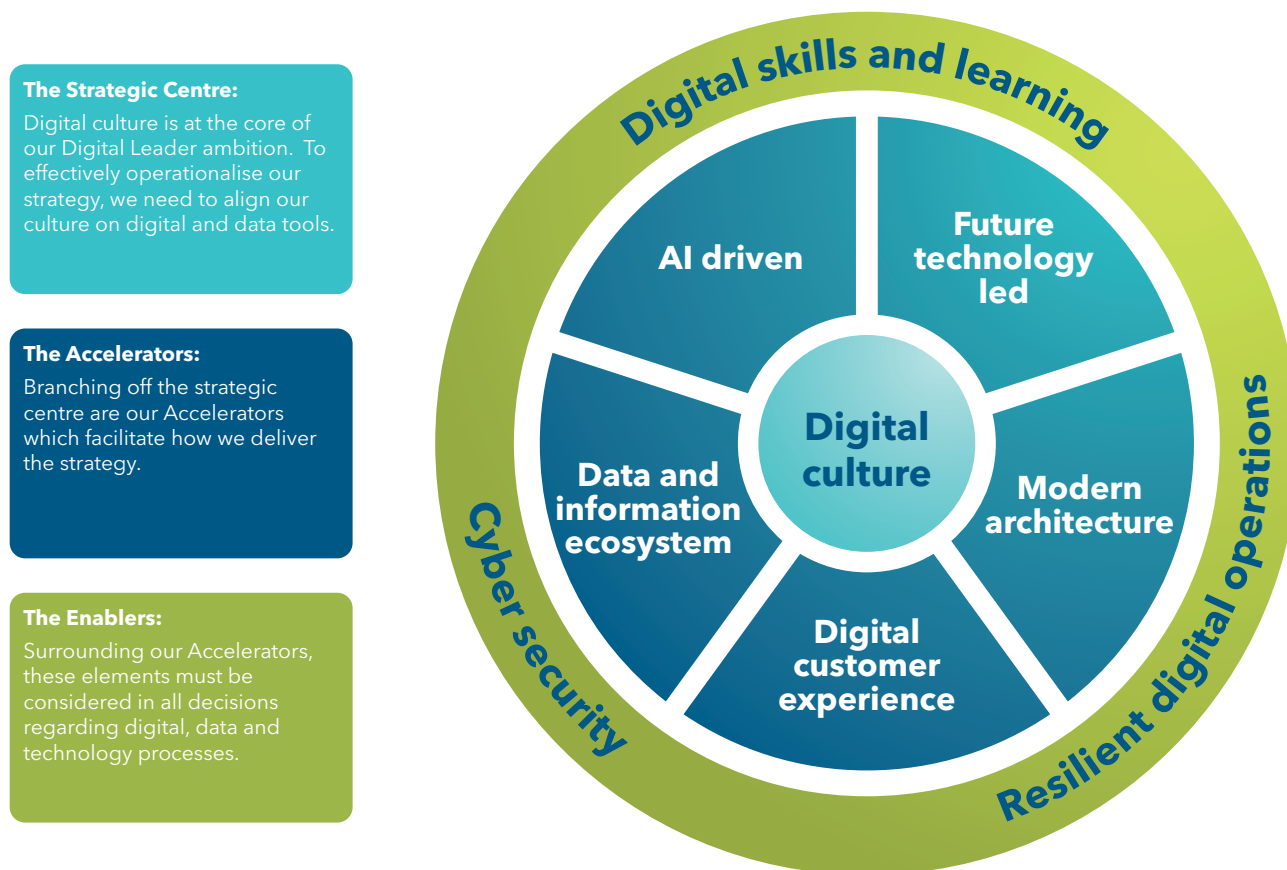 The Strategic Centre:
Digital culture is at the core of
our Digital Leader ambition.  To
effectively operationalise our
strategy, we need to align our
culture on digital and data tools.
The Accelerators:
Branching off the strategic
centre are our Accelerators
which facilitate how we deliver
the strategy.
The Enablers:
Surrounding our Accelerators,
these elements must be
considered in all decisions
regarding digital, data and
technology processes.
Digital skills and learning
AI driven
Future
technology
led
Digital
culture
Data and
information
ecosystem
Modern
architecture
Digital
customer
experience
Cyber security
Resilient digital operations